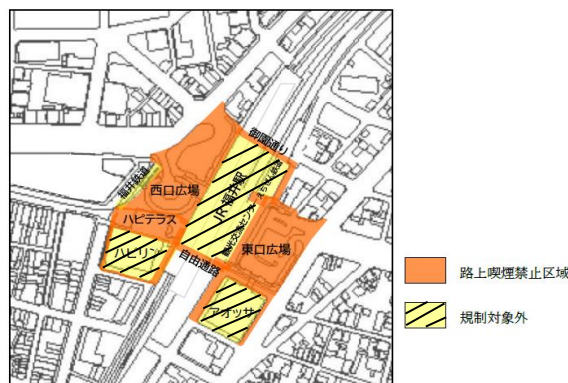 御園通り
福井鉄道
西口広場
JR 福井駅
ハピテラス
東口広場
ハピリン
自由通路
アオッサ
路上喫煙禁止区域
規制対象外